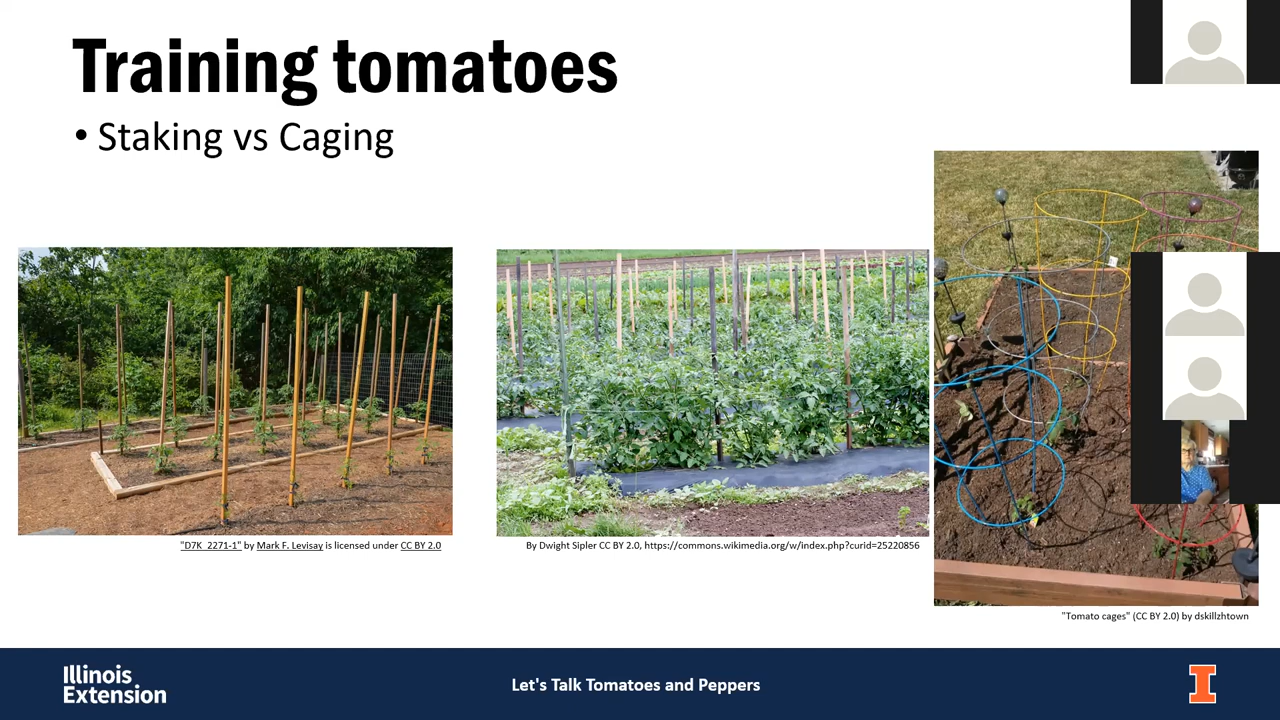 Training tomatoes
• Staking vs Caging
"D7K_2271-1" by Mark F. Levisay is licensed under CC BY 2.0
By Dwight Sipler CC BY 2.0, https://commons.wikimedia.org/w/index.php?curid=25220856
"Tomato cages" (CC BY 2.0) by dskillzhtown
Illinois
Extension
Let's Talk Tomatoes and Peppers